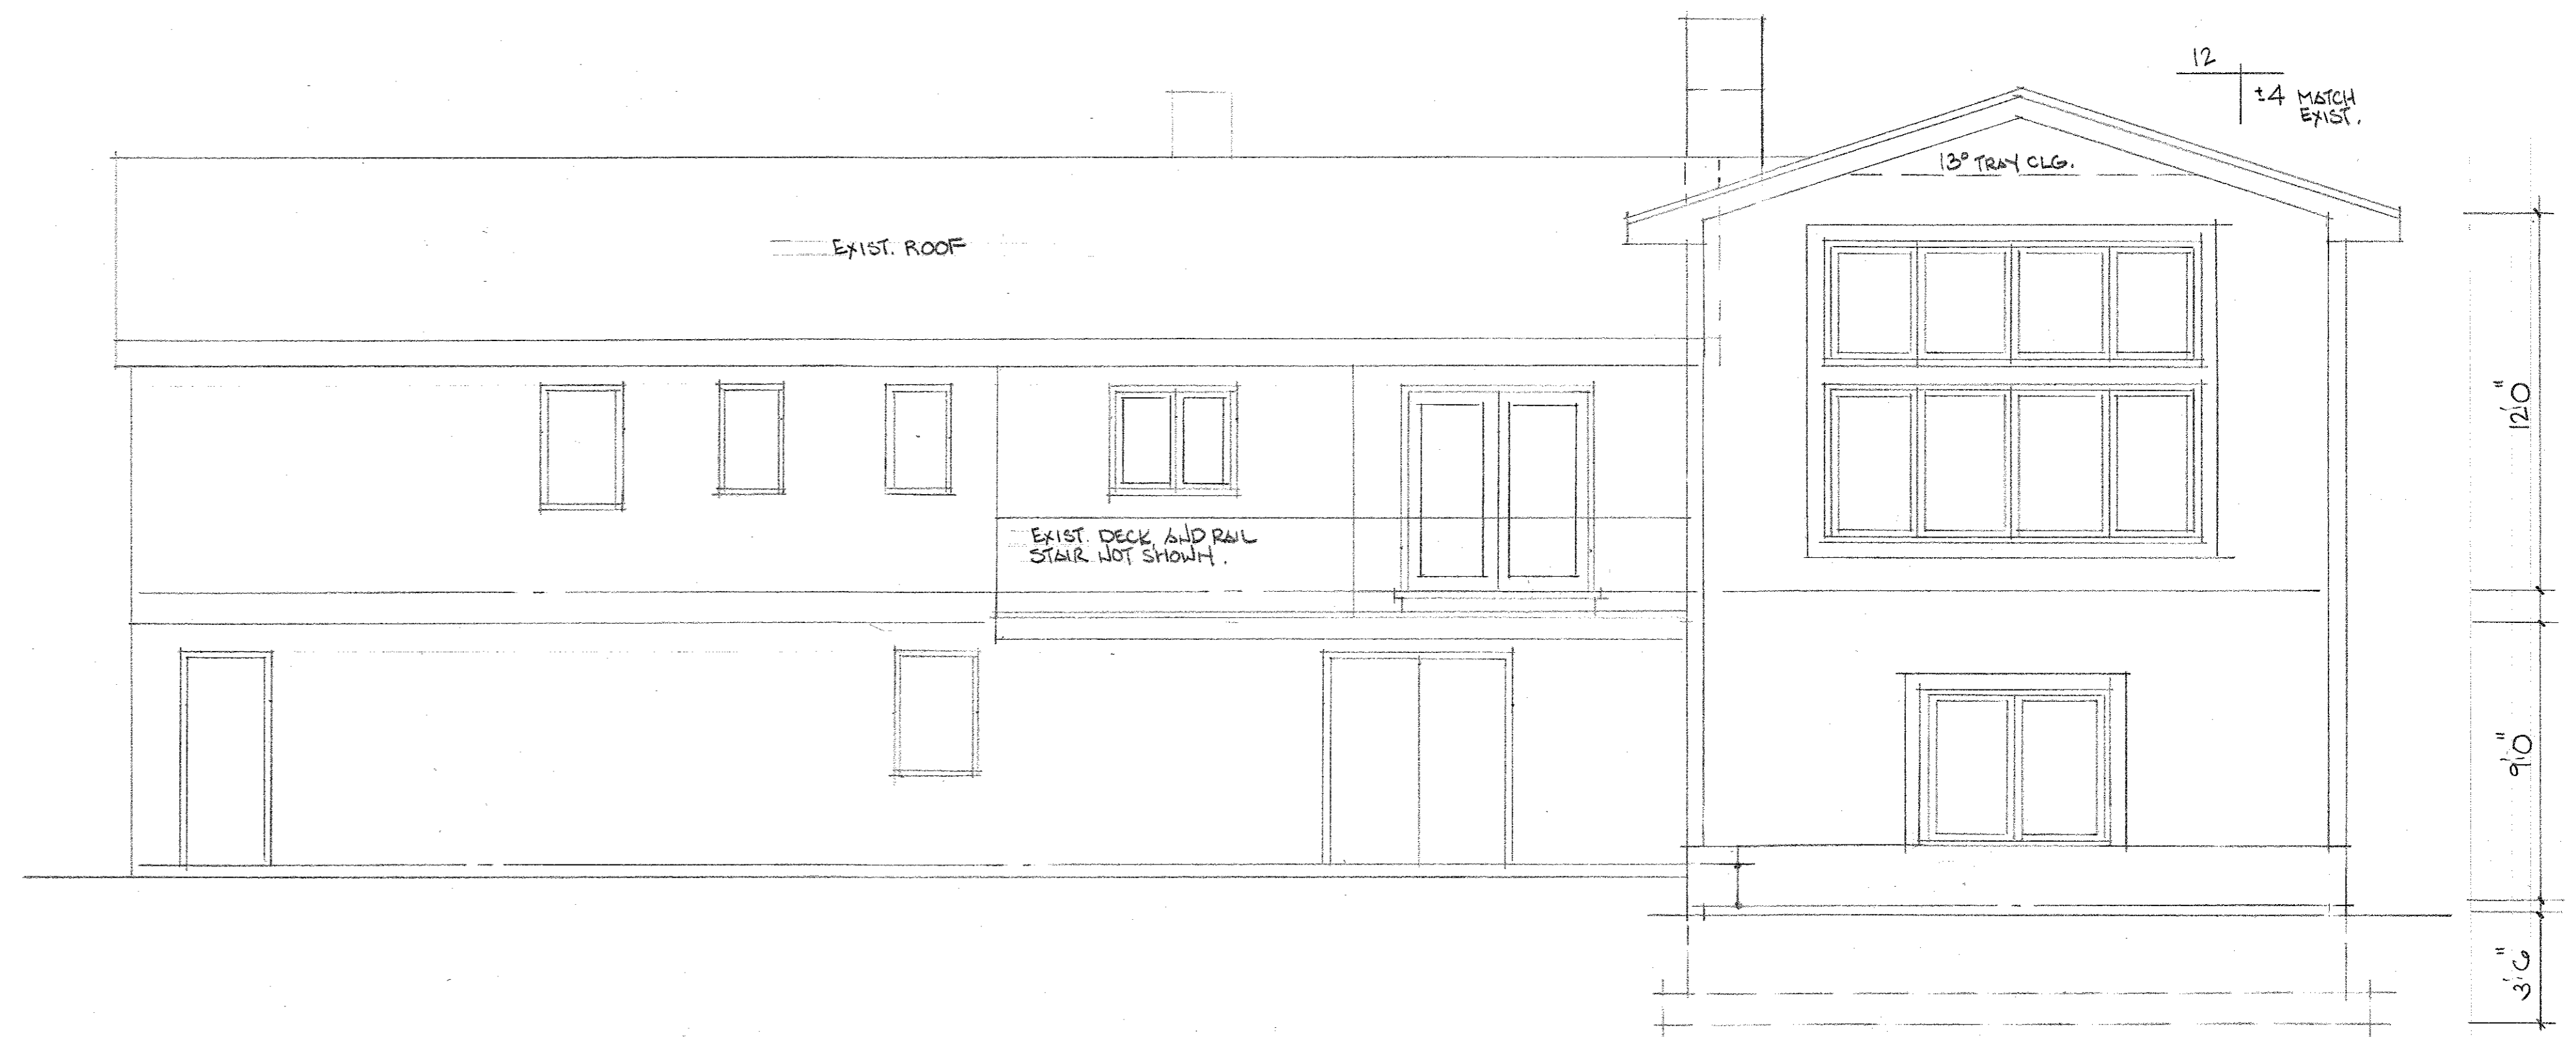 12
±4 MATCH
EXIST.
13⁰ TRAY CLG.
EXIST. ROOF
EXIST. DECK AND RAIL
STAIR NOT SHOWN.
12'0"
9'0"
3'6"